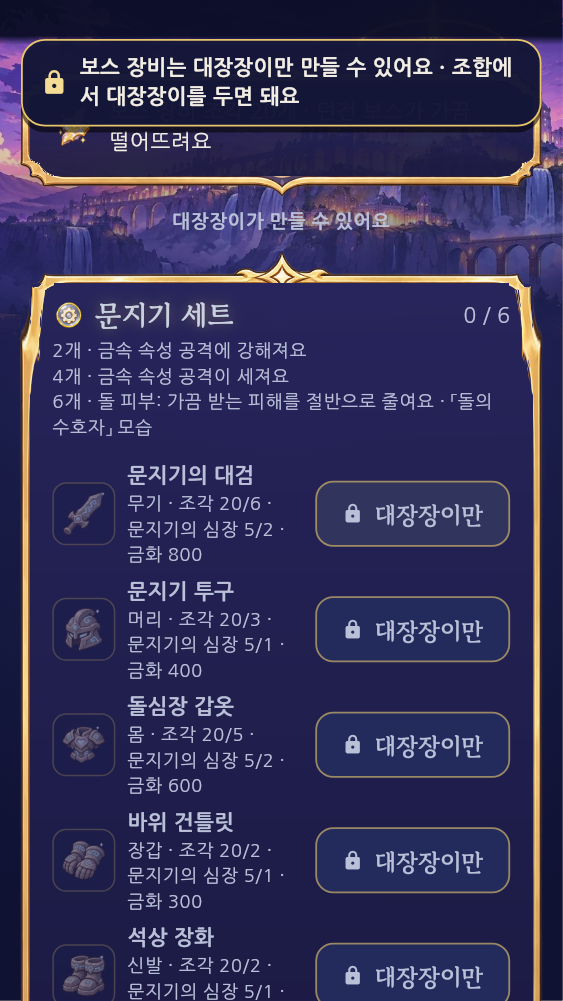 보스 장비는 대장장이만 만들 수 있어요 · 조합에
서 대장장이를 두면 돼요
떨어뜨려요
대장장이가 만들 수 있어요
문지기 세트
0 / 6
2개 · 금속 속성 공격에 강해져요
4개 · 금속 속성 공격이 세져요
6개 · 돌 피부: 가끔 받는 피해를 절반으로 줄여요 · 「돌의
수호자」 모습
문지기의 대검
무기 · 조각 20/6 ·
문지기의 심장 5/2 ·
금화 800
대장장이만
문지기 투구
머리 · 조각 20/3 ·
문지기의 심장 5/1 ·
금화 400
대장장이만
돌심장 갑옷
몸 · 조각 20/5 ·
문지기의 심장 5/2 ·
금화 600
대장장이만
바위 건틀릿
장갑 · 조각 20/2 ·
문지기의 심장 5/1 ·
금화 300
대장장이만
석상 장화
신발 · 조각 20/2 ·
문지기의 심장 5/1 ·
대장장이만